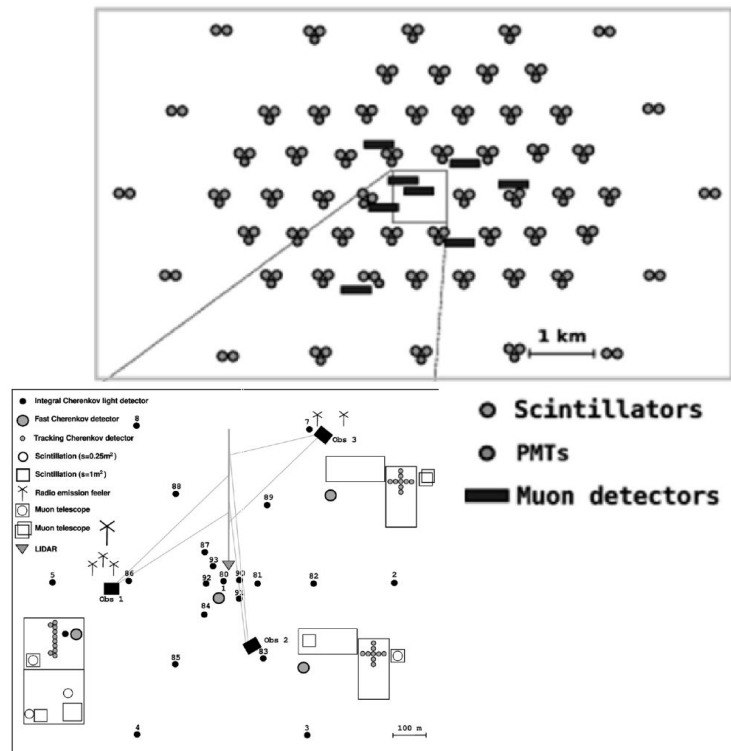 1 km
Scintillators
PMTs
Muon detectors
Integral Cherenkov light detector
Fast Cherenkov detector
Tracking Cherenkov detector
Scintillation (s=0.25m²)
Scintillation (s=1m²)
Radio emission feeler
Muon telescope
Muon telescope
LIDAR
8
7
Obs 3
88
89
87
93
5
86
92
80
90
81
82
2
Obs 1
1
91
84
Obs 2
83
85
4
3
100 m